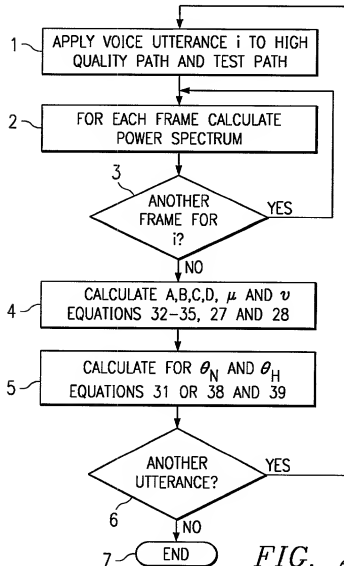 1
APPLY VOICE UTTERANCE i TO HIGH
QUALITY PATH AND TEST PATH
2
FOR EACH FRAME CALCULATE
POWER SPECTRUM
3
ANOTHER
FRAME FOR
i?
YES
NO
4
CALCULATE A,B,C,D, μ AND υ
EQUATIONS 32-35, 27 AND 28
5
CALCULATE FOR θN AND θH
EQUATIONS 31 OR 38 AND 39
ANOTHER
UTTERANCE?
YES
6
NO
7
END
FIG.